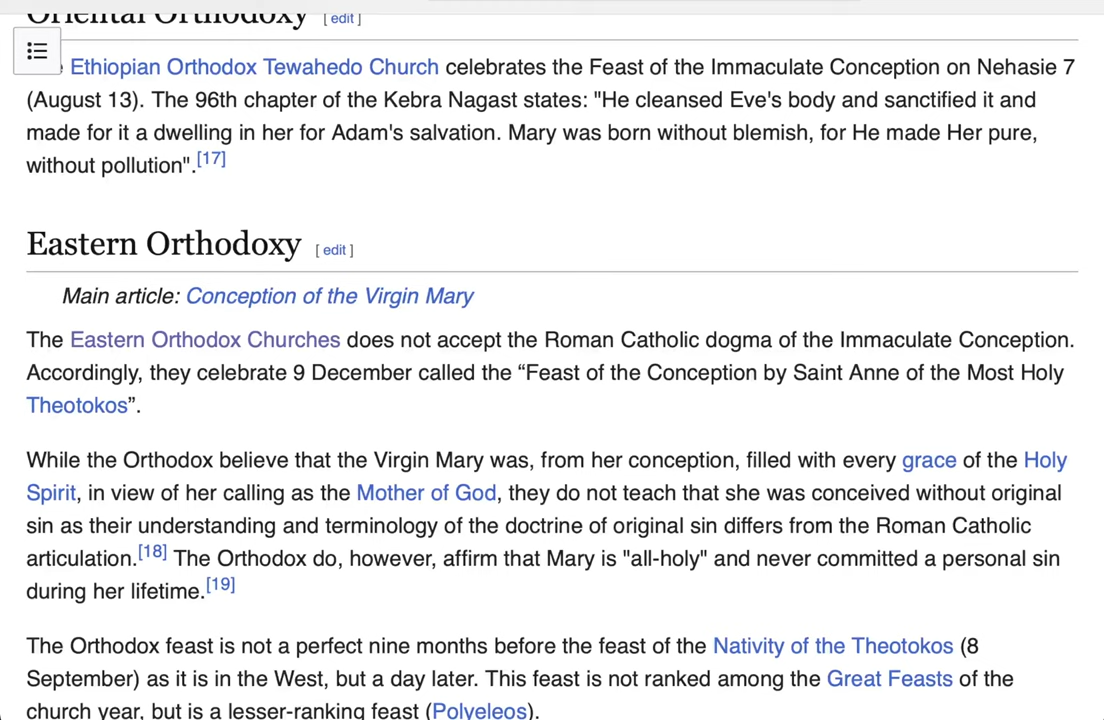 Oriental Orthodoxy [ edit ]
Ethiopian Orthodox Tewahedo Church celebrates the Feast of the Immaculate Conception on Nehasie 7
(August 13). The 96th chapter of the Kebra Nagast states: "He cleansed Eve's body and sanctified it and
made for it a dwelling in her for Adam's salvation. Mary was born without blemish, for He made Her pure,
without pollution".[17]
Eastern Orthodoxy [ edit ]
Main article: Conception of the Virgin Mary
The Eastern Orthodox Churches does not accept the Roman Catholic dogma of the Immaculate Conception.
Accordingly, they celebrate 9 December called the “Feast of the Conception by Saint Anne of the Most Holy
Theotokos”.
While the Orthodox believe that the Virgin Mary was, from her conception, filled with every grace of the Holy
Spirit, in view of her calling as the Mother of God, they do not teach that she was conceived without original
sin as their understanding and terminology of the doctrine of original sin differs from the Roman Catholic
articulation.[18] The Orthodox do, however, affirm that Mary is "all-holy" and never committed a personal sin
during her lifetime.[19]
The Orthodox feast is not a perfect nine months before the feast of the Nativity of the Theotokos (8
September) as it is in the West, but a day later. This feast is not ranked among the Great Feasts of the
church year, but is a lesser-ranking feast (Polyeleos).